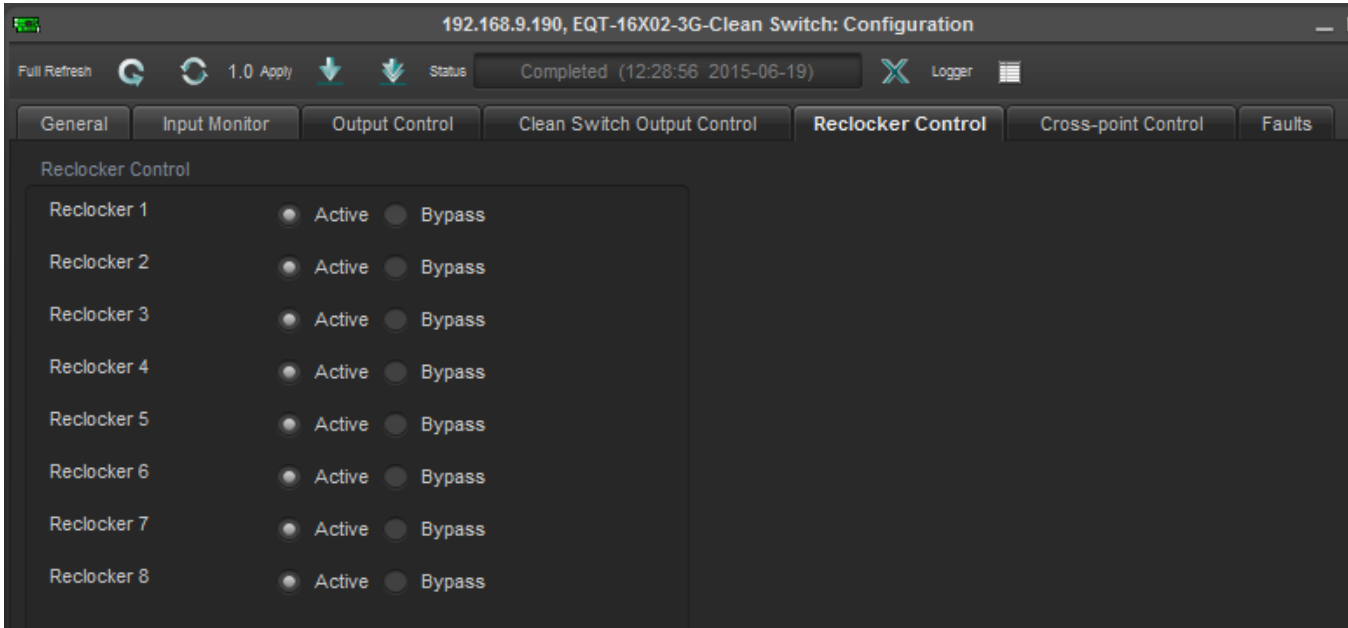 192.168.9.190, EQT-16X02-3G-Clean Switch: Configuration
Full Refresh 1.0 Apply Status Completed (12:28:56 2015-06-19) Logger
General Input Monitor Output Control Clean Switch Output Control Reclocker Control Cross-point Control Faults
Reclocker Control
Reclocker 1 Active Bypass
Reclocker 2 Active Bypass
Reclocker 3 Active Bypass
Reclocker 4 Active Bypass
Reclocker 5 Active Bypass
Reclocker 6 Active Bypass
Reclocker 7 Active Bypass
Reclocker 8 Active Bypass